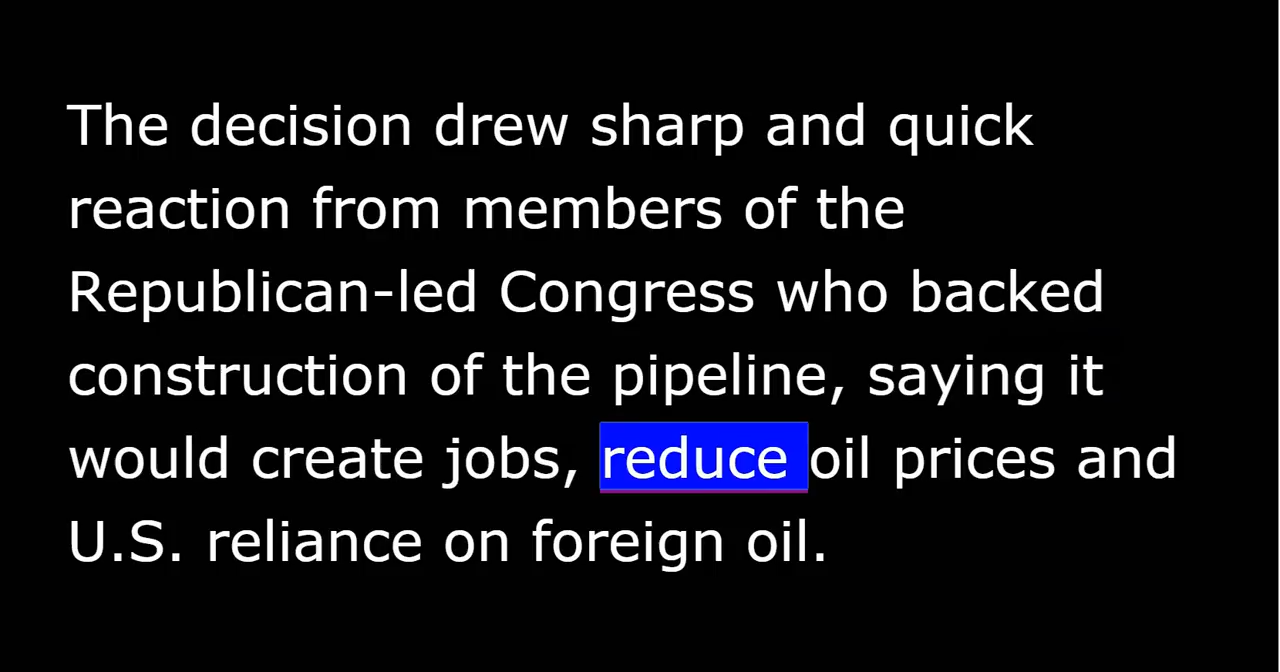 The decision drew sharp and quick
reaction from members of the
Republican-led Congress who backed
construction of the pipeline, saying it
would create jobs, reduce oil prices and
U.S. reliance on foreign oil.